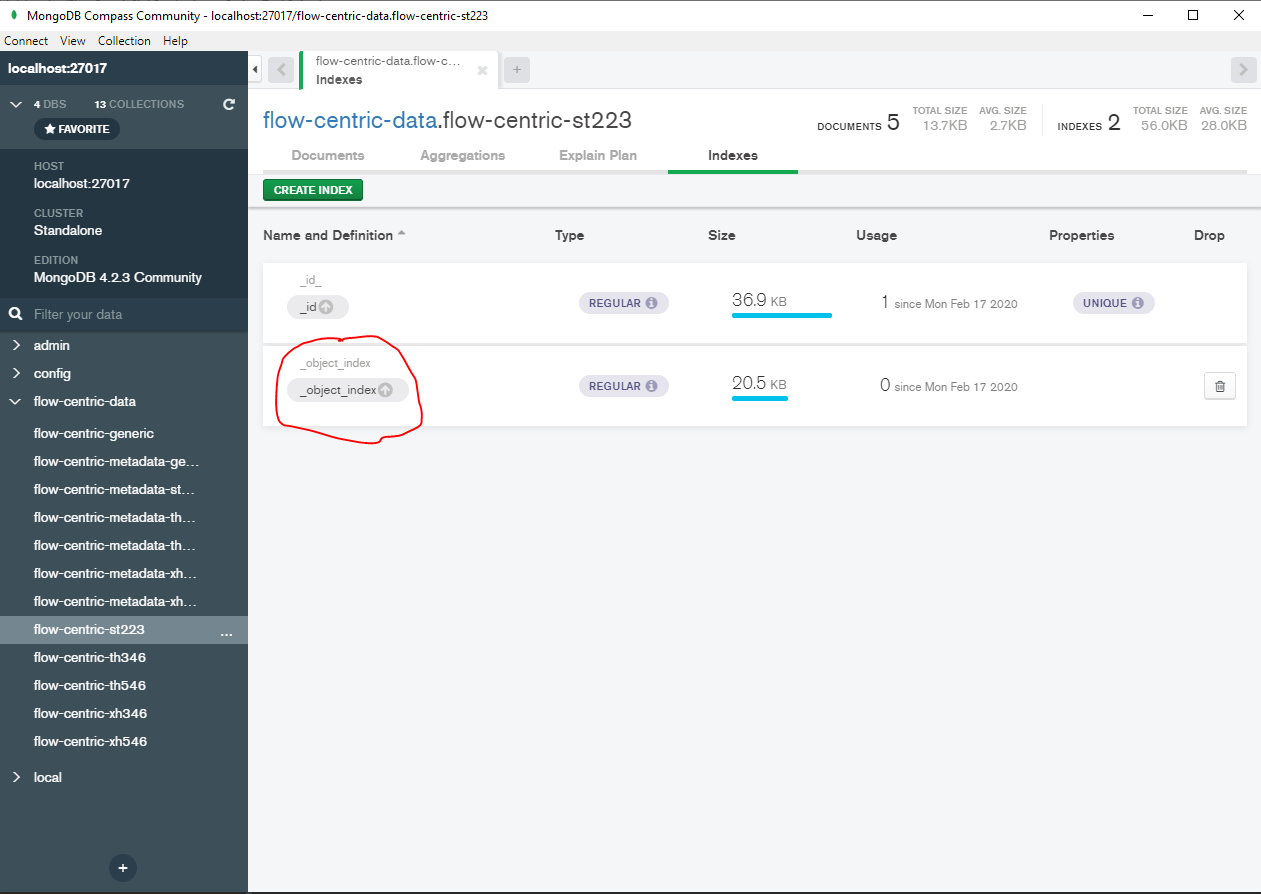 MongoDB Compass Community - localhost:27017/flow-centric-data.flow-centric-st223
Connect View Collection Help
localhost:27017
4 DBS 13 COLLECTIONS
FAVORITE
HOST
localhost:27017
CLUSTER
Standalone
EDITION
MongoDB 4.2.3 Community
Filter your data
admin
config
flow-centric-data
flow-centric-generic
flow-centric-metadata-ge...
flow-centric-metadata-st...
flow-centric-metadata-th...
flow-centric-metadata-th...
flow-centric-metadata-xh...
flow-centric-metadata-xh...
flow-centric-st223 ...
flow-centric-th346
flow-centric-th546
flow-centric-xh346
flow-centric-xh546
local
flow-centric-data.flow-c...
Indexes
flow-centric-data.flow-centric-st223
DOCUMENTS 5
TOTAL SIZE
13.7KB
AVG. SIZE
2.7KB
INDEXES 2
TOTAL SIZE
56.0KB
AVG. SIZE
28.0KB
Documents Aggregations Explain Plan Indexes
CREATE INDEX
Name and Definition Type Size Usage Properties Drop
_id_
_id REGULAR 36.9 KB 1 since Mon Feb 17 2020 UNIQUE
_object_index
_object_index REGULAR 20.5 KB 0 since Mon Feb 17 2020